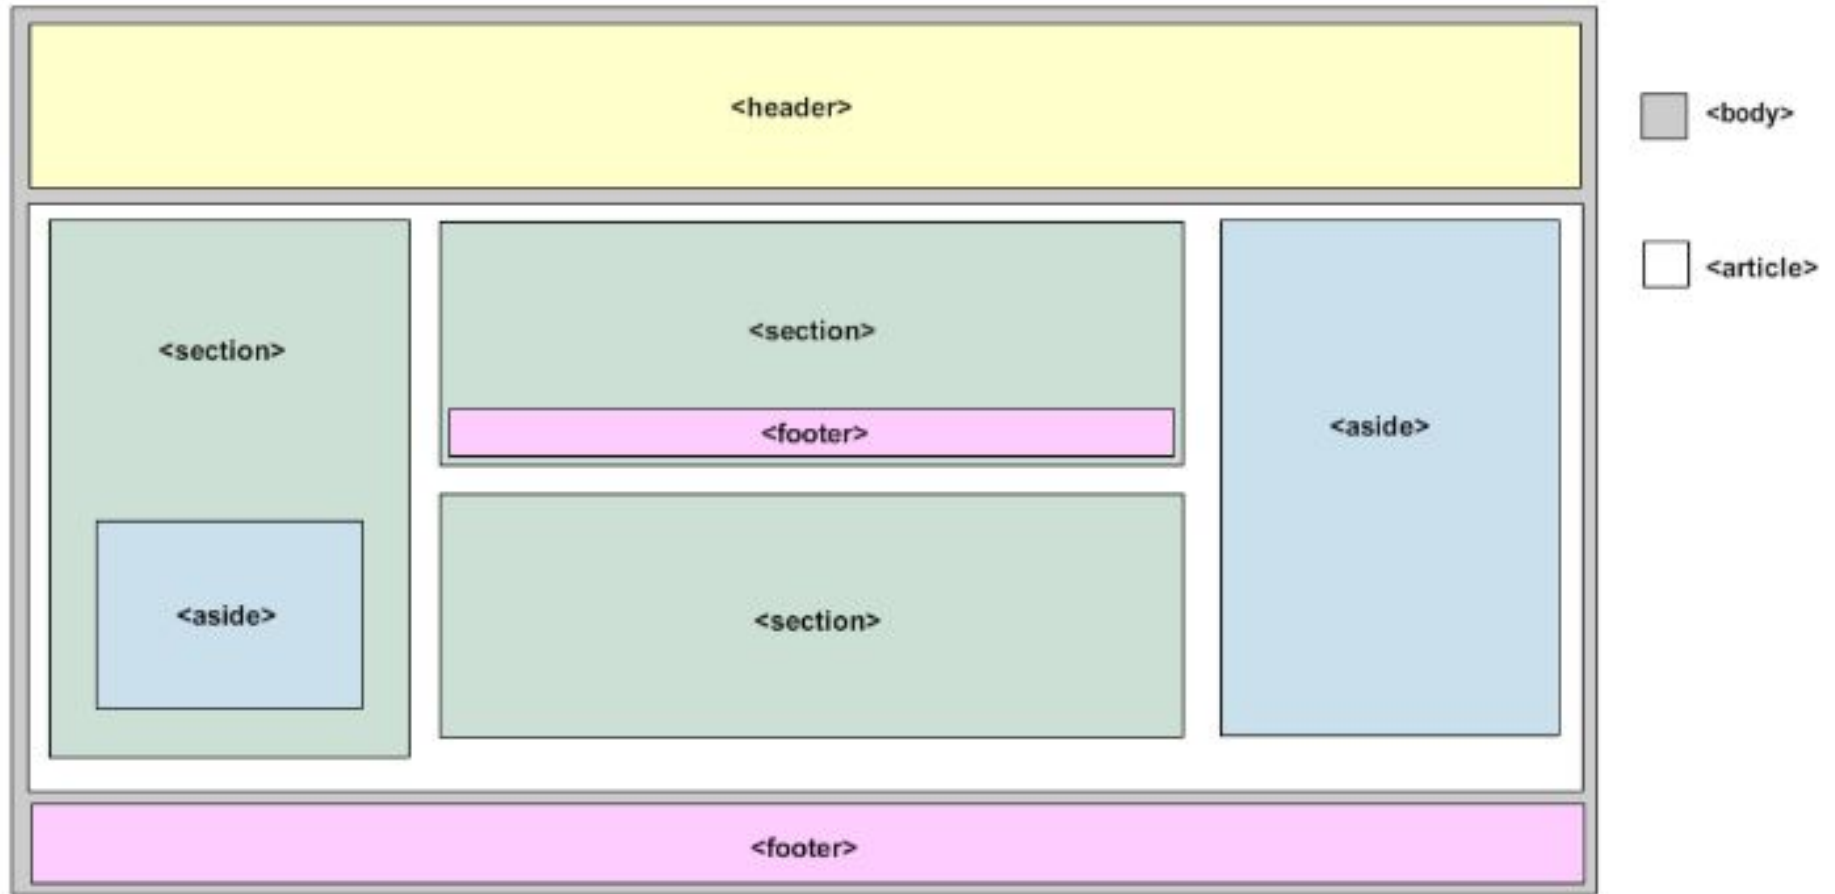 <header>
<body>
<article>
<section>
<section>
<footer>
<aside>
<aside>
<section>
<footer>